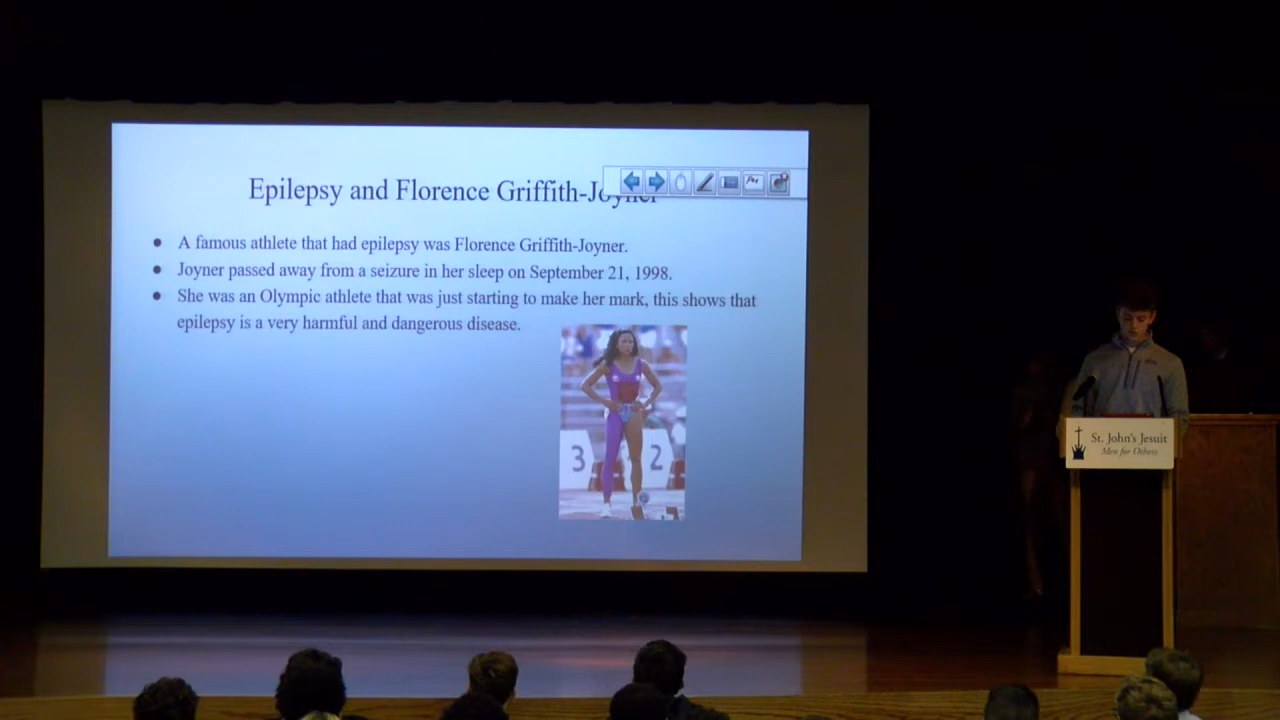 Epilepsy and Florence Griffith-Joyner
● A famous athlete that had epilepsy was Florence Griffith-Joyner.
● Joyner passed away from a seizure in her sleep on September 21, 1998.
● She was an Olympic athlete that was just starting to make her mark, this shows that
epilepsy is a very harmful and dangerous disease.
3
2
St. John's Jesuit
Men for Others